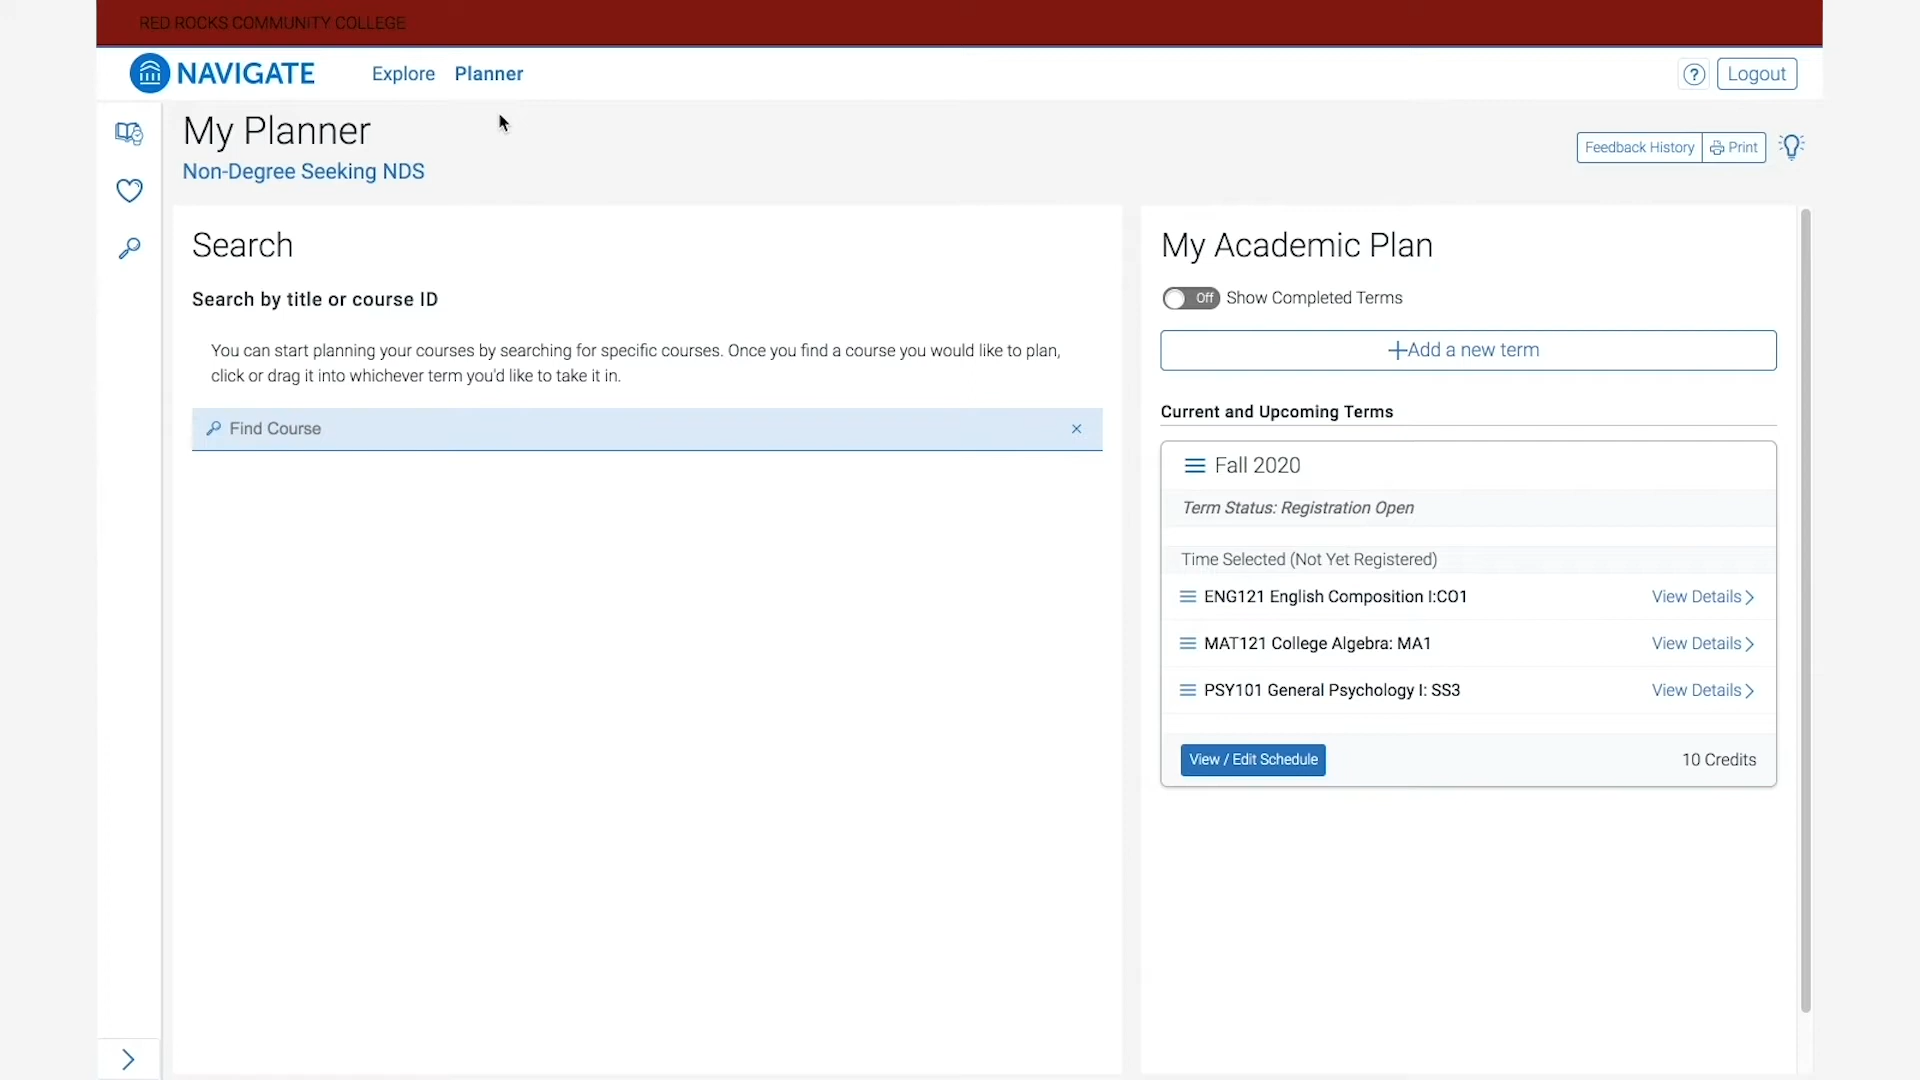 RED ROCKS COMMUNITY COLLEGE
NAVIGATE Explore Planner ? Logout
My Planner
Non-Degree Seeking NDS
Feedback History Print
Search
Search by title or course ID
You can start planning your courses by searching for specific courses. Once you find a course you would like to plan,
click or drag it into whichever term you'd like to take it in.
Find Course
My Academic Plan
Off Show Completed Terms
+Add a new term
Current and Upcoming Terms
Fall 2020
Term Status: Registration Open
Time Selected (Not Yet Registered)
ENG121 English Composition I:CO1 View Details
MAT121 College Algebra: MA1 View Details
PSY101 General Psychology I: SS3 View Details
View / Edit Schedule 10 Credits